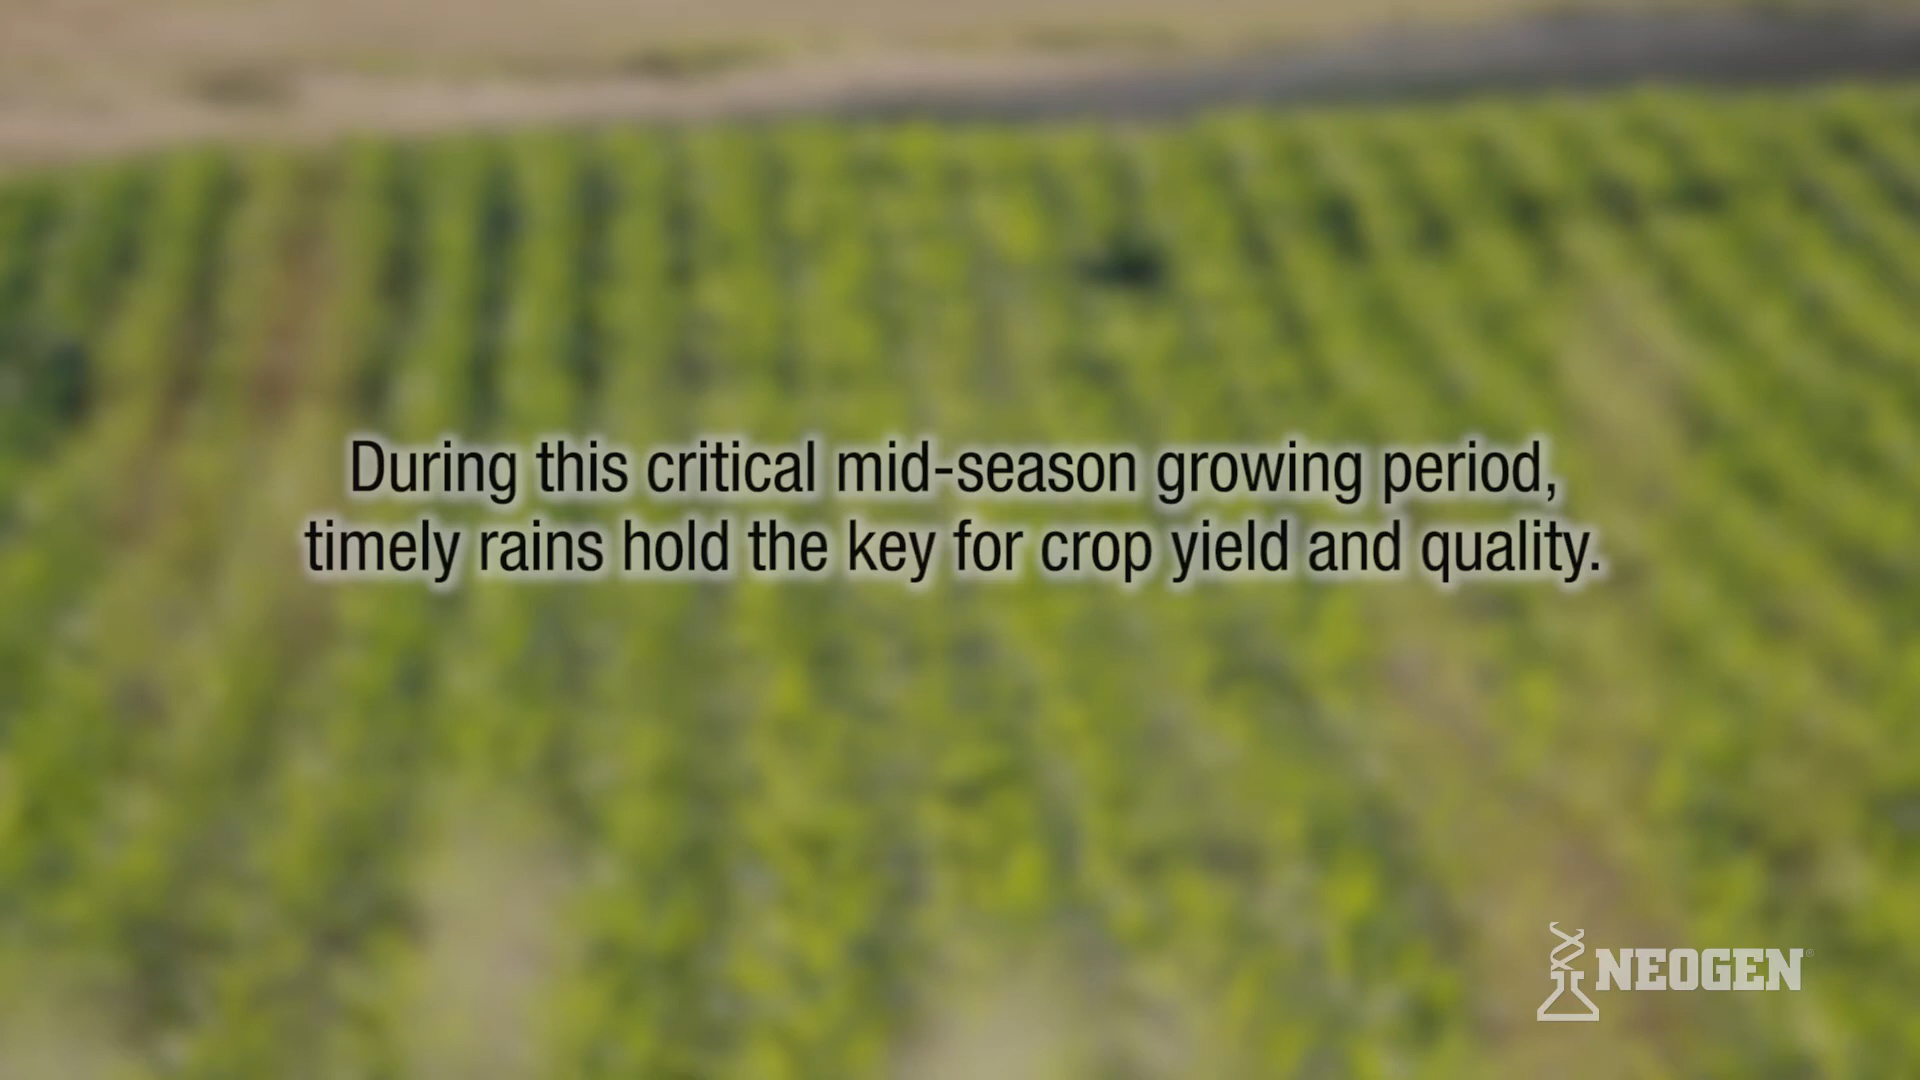 During this critical mid-season growing period,
timely rains hold the key for crop yield and quality.
NEOGEN®